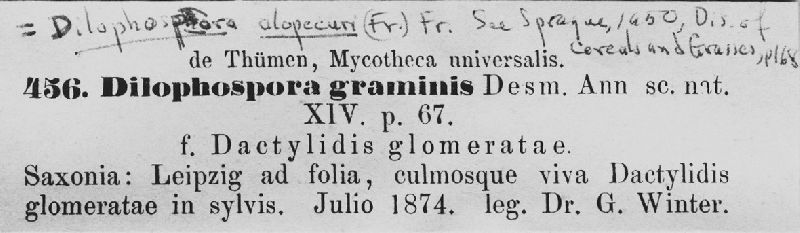 = Dilophospora alopecuri (Fr.) Fr. See Sprague, 1950, Dis. of
Cereals and Grasses, p168
de Thümen, Mycotheca universalis.
456. Dilophospora graminis Desm. Ann sc. nat.
XIV. p. 67.
f. Dactylidis glomeratae.
Saxonia: Leipzig ad folia, culmosque viva Dactylidis
glomeratae in sylvis. Julio 1874. leg. Dr. G. Winter.